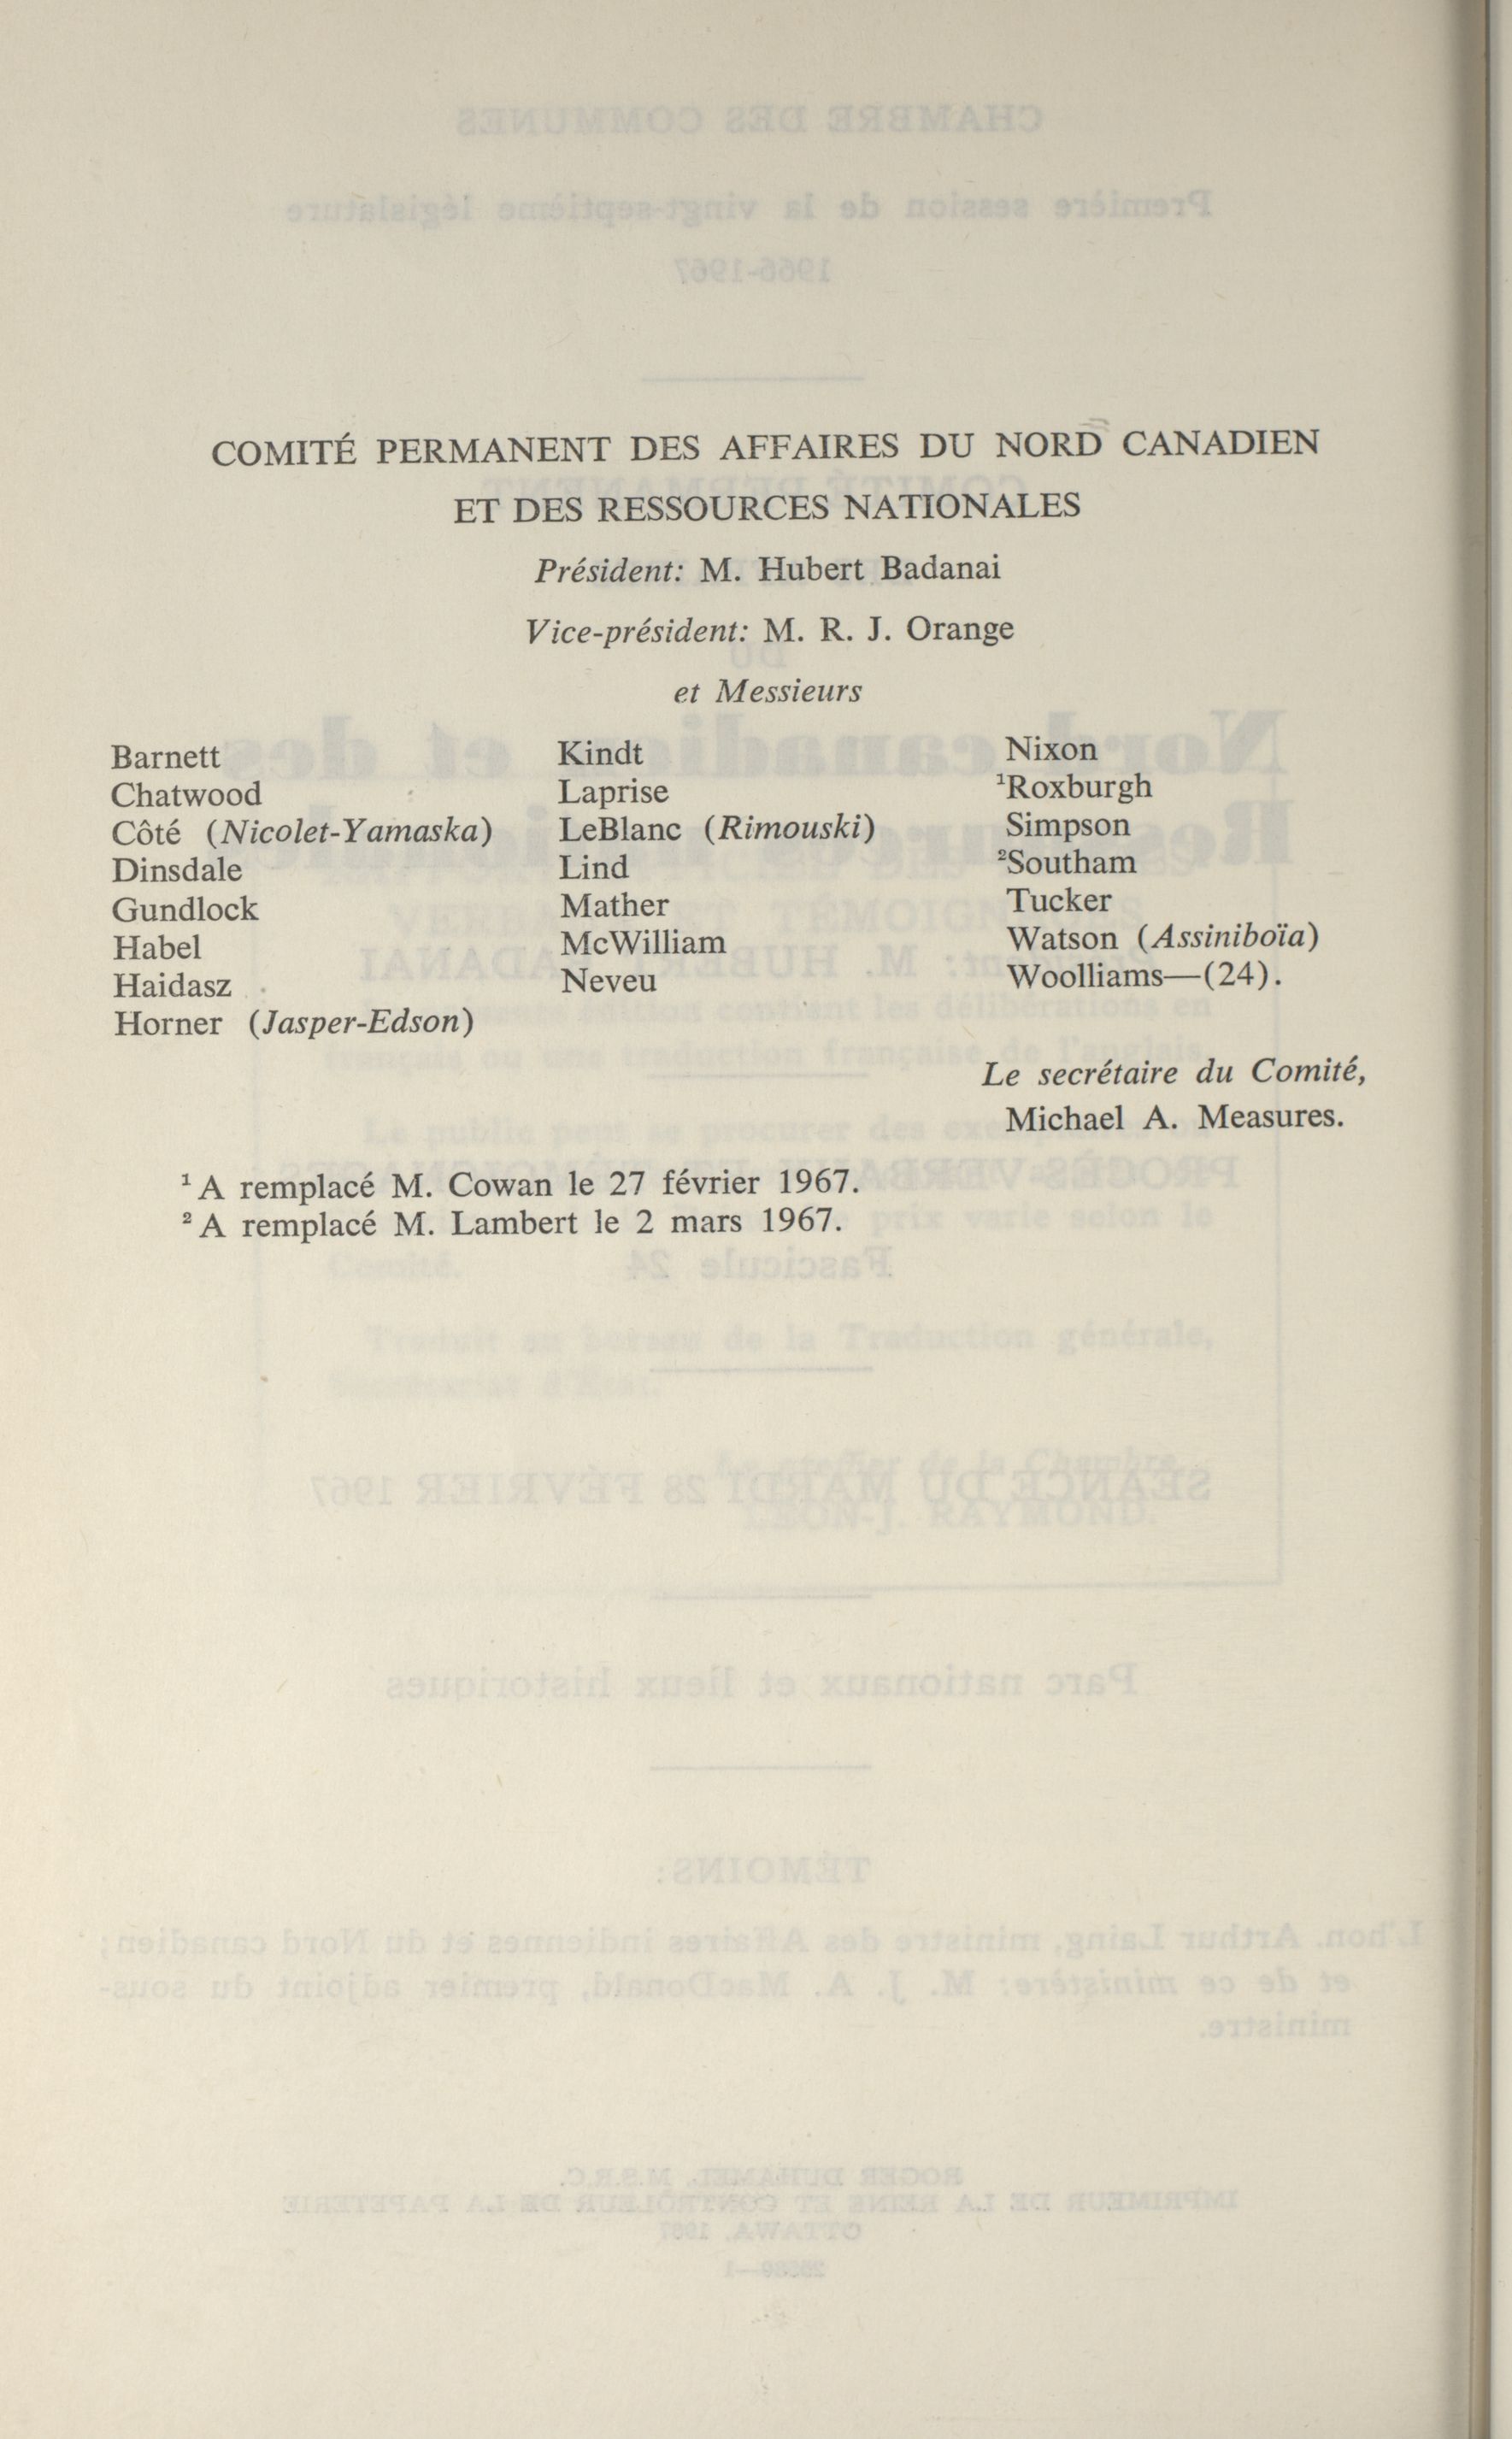 COMITÉ PERMANENT DES AFFAIRES DU NORD CANADIEN
ET DES RESSOURCES NATIONALES
Président: M. Hubert Badanai
Vice-président: M. R. J. Orange
et Messieurs
Barnett
Chatwood
Côté (Nicolet-Yamaska)
Dinsdale
Gundlock
Habel
Haidasz
Horner (Jasper-Edson)
Kindt
Laprise
LeBlanc (Rimouski)
Lind
Mather
McWilliam
Neveu
Nixon
¹Roxburgh
Simpson
²Southam
Tucker
Watson (Assiniboïa)
Woolliams—(24).
Le secrétaire du Comité,
Michael A. Measures.
¹ A remplacé M. Cowan le 27 février 1967.
² A remplacé M. Lambert le 2 mars 1967.